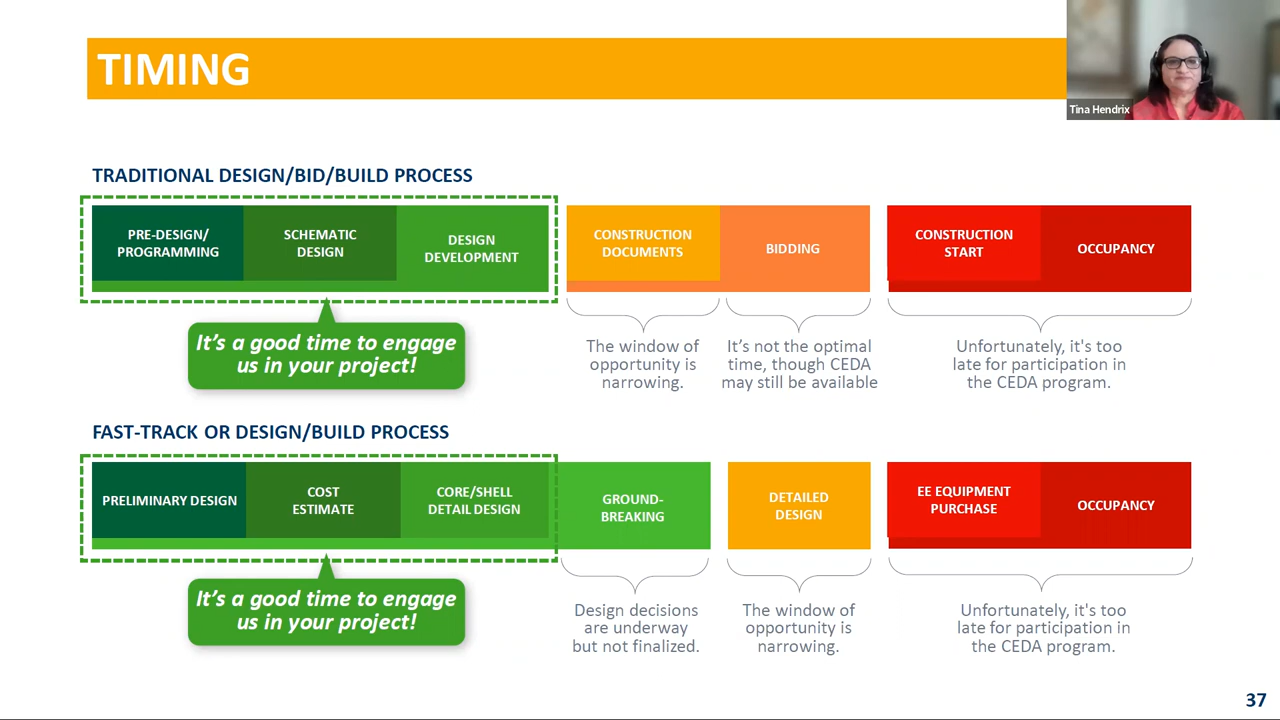 TIMING
Tina Hendrix
TRADITIONAL DESIGN/BID/BUILD PROCESS
PRE-DESIGN/
PROGRAMMING
SCHEMATIC
DESIGN
DESIGN
DEVELOPMENT
CONSTRUCTION
DOCUMENTS
BIDDING
CONSTRUCTION
START
OCCUPANCY
It's a good time to engage
us in your project!
The window of
opportunity is
narrowing.
It's not the optimal
time, though CEDA
may still be available
Unfortunately, it's too
late for participation in
the CEDA program.
FAST-TRACK OR DESIGN/BUILD PROCESS
PRELIMINARY DESIGN
COST
ESTIMATE
CORE/SHELL
DETAIL DESIGN
GROUND-
BREAKING
DETAILED
DESIGN
EE EQUIPMENT
PURCHASE
OCCUPANCY
It's a good time to engage
us in your project!
Design decisions
are underway
but not finalized.
The window of
opportunity is
narrowing.
Unfortunately, it's too
late for participation in
the CEDA program.
37